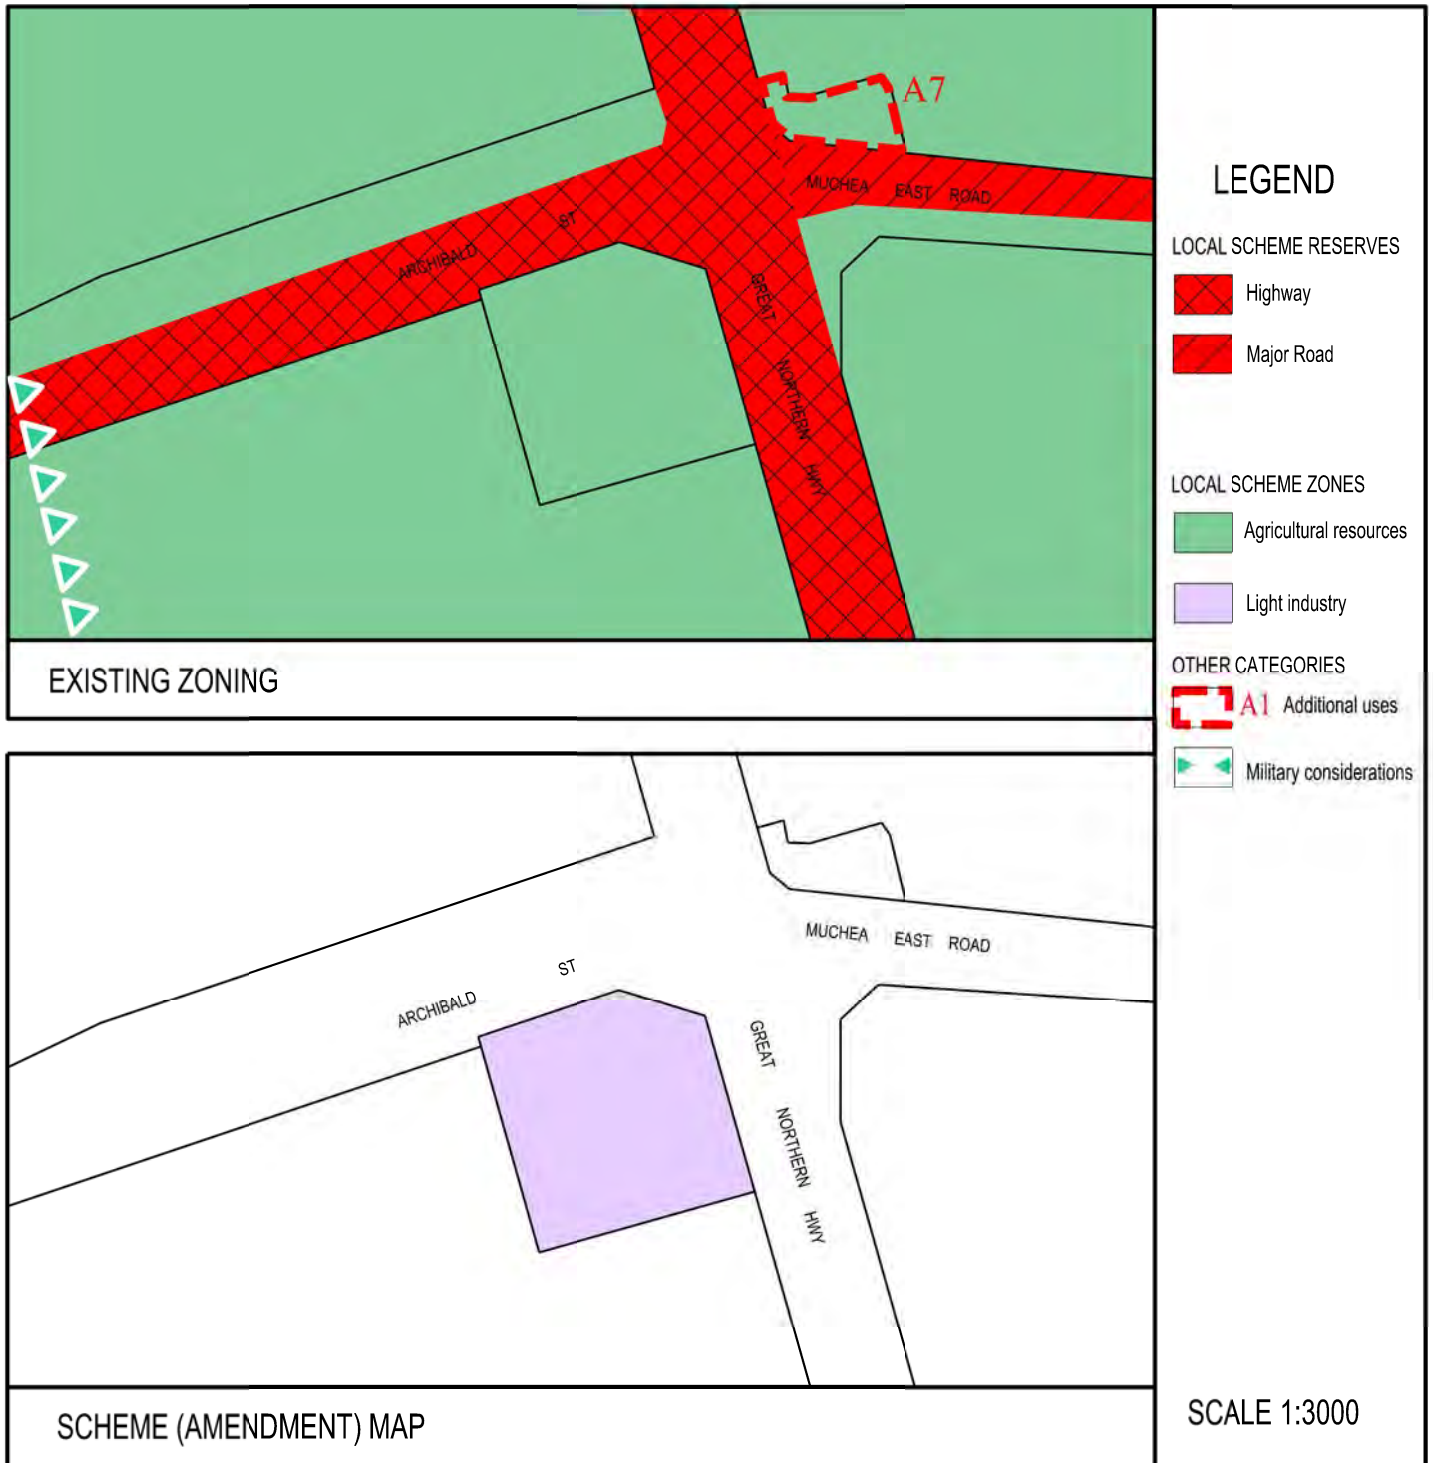 A7
MUCHEA EAST ROAD
ARCHIBALD ST
GREAT NORTHERN HWY
EXISTING ZONING
LEGEND
LOCAL SCHEME RESERVES
Highway
Major Road
LOCAL SCHEME ZONES
Agricultural resources
Light industry
OTHER CATEGORIES
A1 Additional uses
Military considerations
MUCHEA EAST ROAD
ARCHIBALD ST
GREAT NORTHERN HWY
SCHEME (AMENDMENT) MAP
SCALE 1:3000